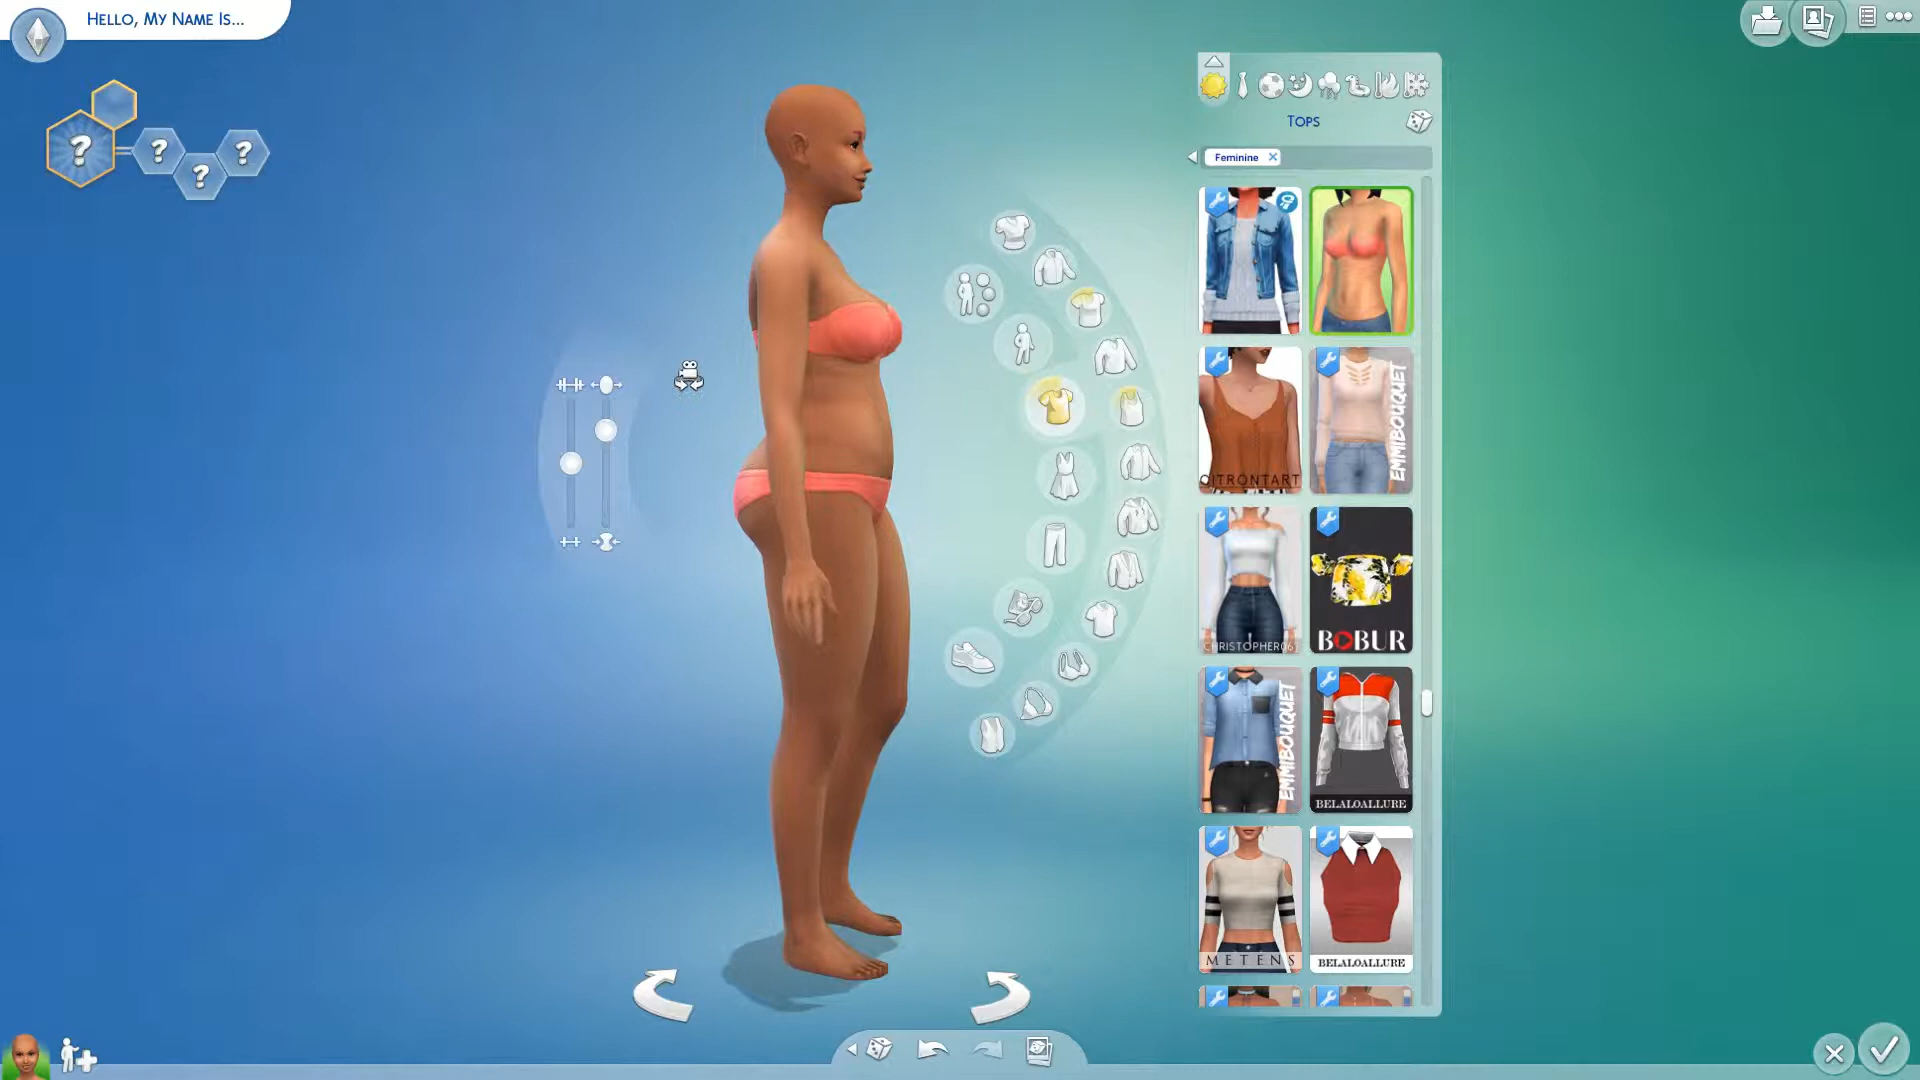 Hello, My Name Is...
Tops
Feminine
CITRONTART
EMMIBOUQUET
CHRISTOPHER067
BOBUR
EMMIBOUQUET
BELALOALLURE
METENS
BELALOALLURE
?
?
?
?